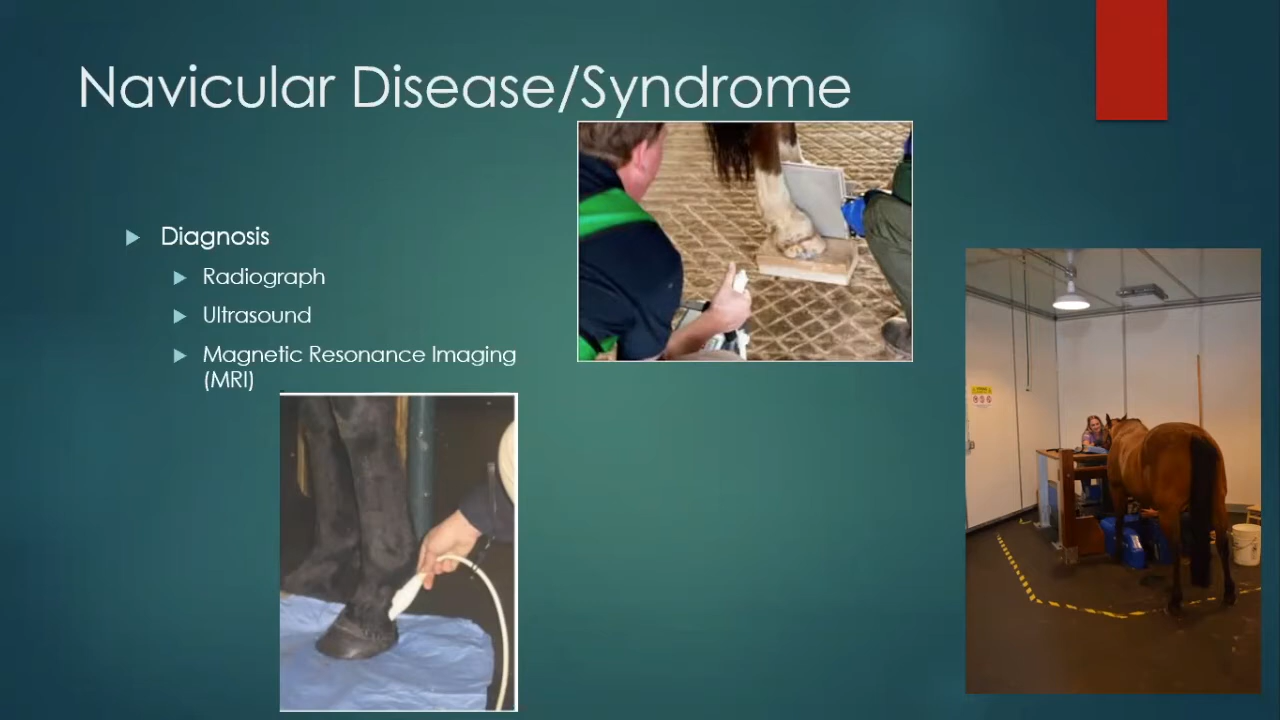 Navicular Disease/Syndrome
Diagnosis
Radiograph
Ultrasound
Magnetic Resonance Imaging
(MRI)